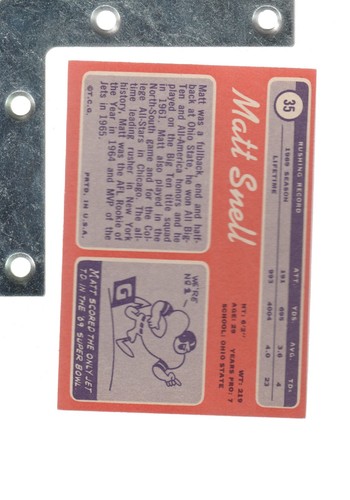 35
RUSHING RECORD ATT. YDS. AVG. TD's
1969 SEASON 191 695 3.6 4
LIFETIME 993 4004 4.0 23
Matt Snell
HT: 6'2" WT: 219
AGE: 28 YEARS PRO: 7
SCHOOL: OHIO STATE
Matt was a fullback, end and half-
back at Ohio State, he won All Big-
Ten and All-America honors and he
played on the Big Ten title squad
in 1961. Matt also played in the
North-South game and for the Col-
lege All-Stars in Chicago. The all-
time leading rusher in New York
history, Matt was the AFL Rookie of
the Year in 1964 and MVP of the
Jets in 1965.
©T.C.G. PRTD. IN U.S.A.
WE'RE
NO. 1
G
MATT SCORED THE ONLY JET
TD IN THE 69 SUPER BOWL.